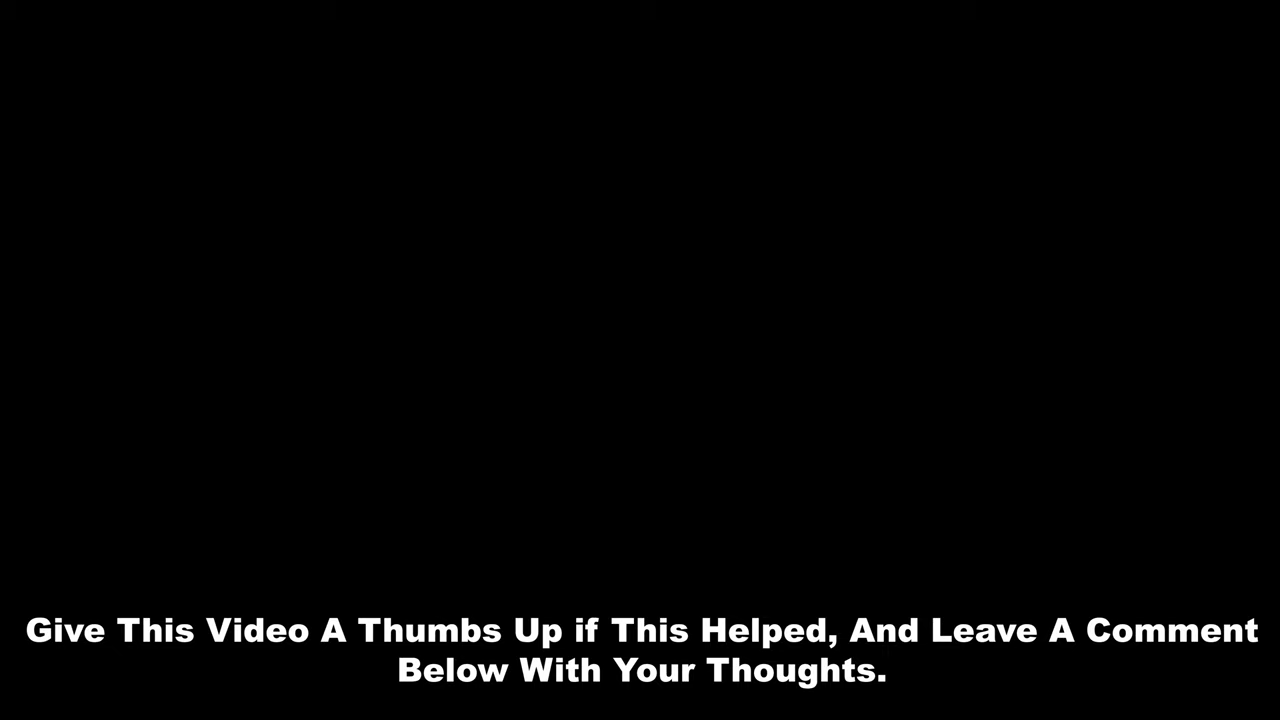 Give This Video A Thumbs Up if This Helped, And Leave A Comment
Below With Your Thoughts.